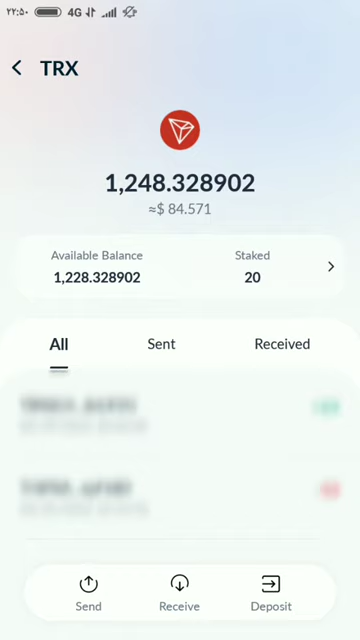 ۲۲:۵۰ 4G
TRX
1,248.328902
≈$ 84.571
Available Balance Staked
1,228.328902 20
All Sent Received
Send Receive Deposit